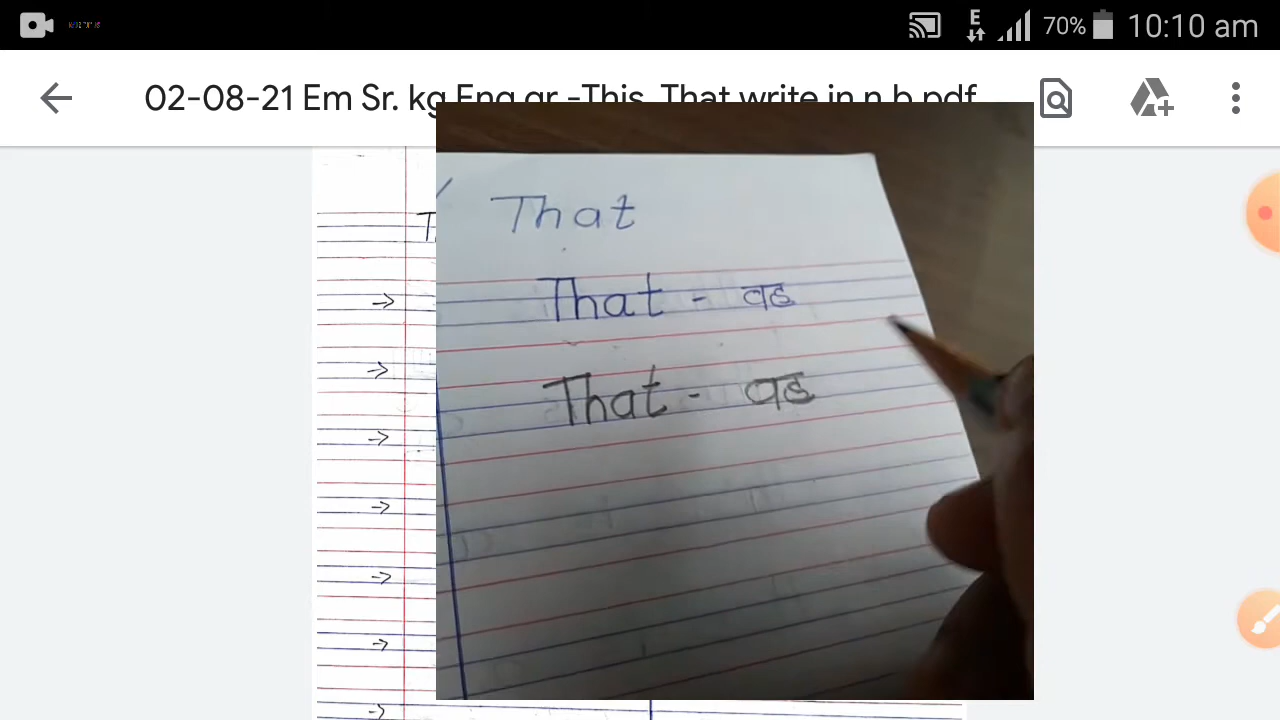 70% 10:10 am
02-08-21 Em Sr. kg Eng gr -This, That write in n.b.pdf
That
That - वह
That - वह